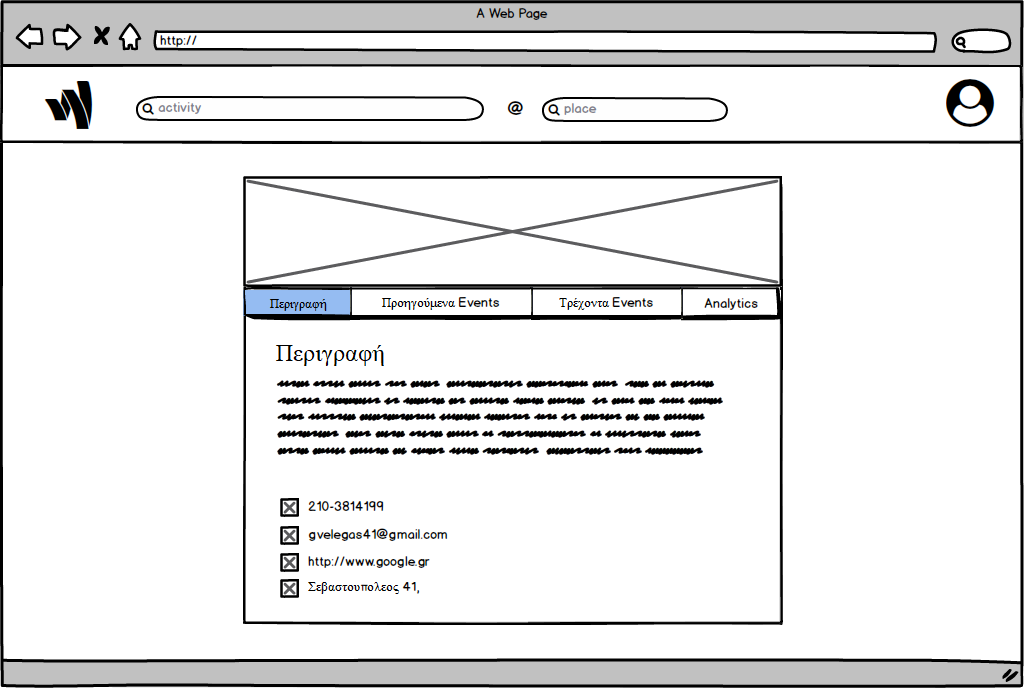 A Web Page
http://
activity @ place
Περιγραφή Προηγούμενα Events Τρέχοντα Events Analytics
Περιγραφή
210-3814199
gvelegas41@gmail.com
http://www.google.gr
Σεβαστουπολεος 41,